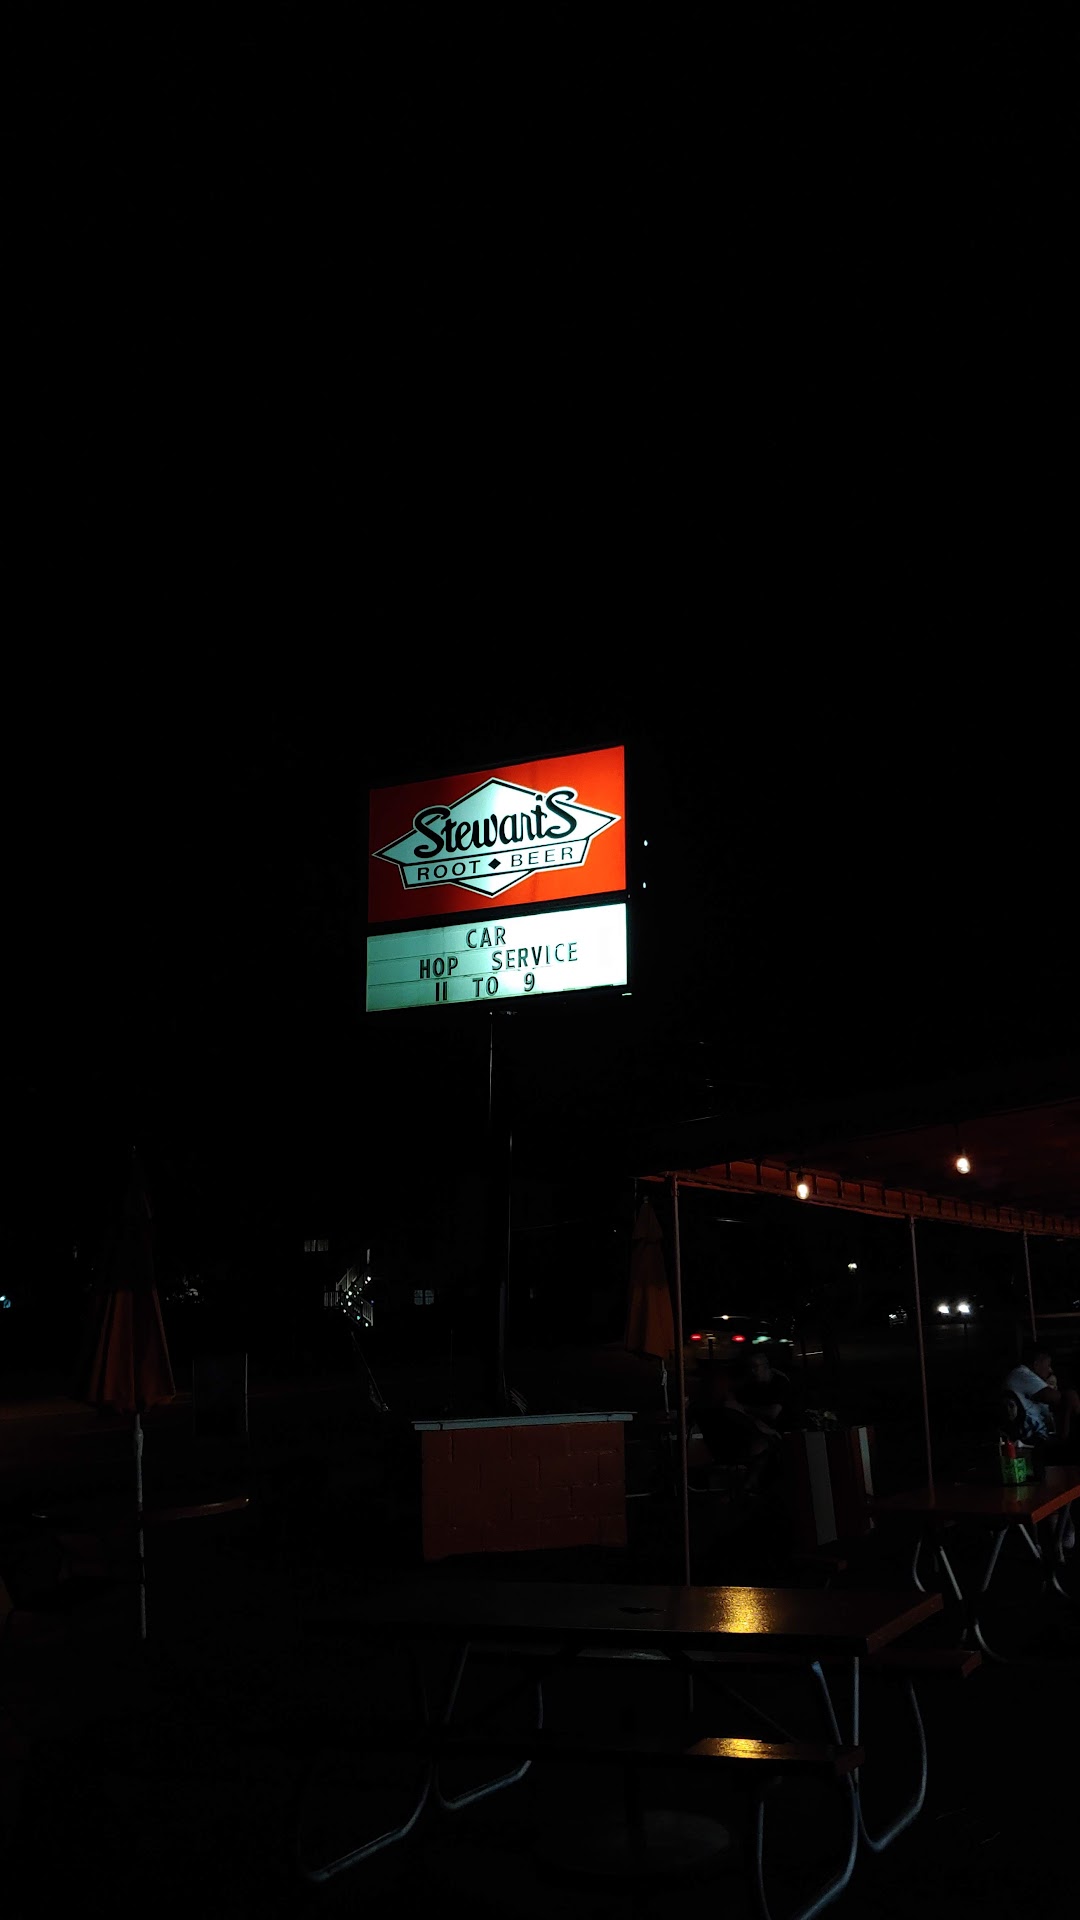 Stewart's
ROOT ◆ BEER
CAR
HOP SERVICE
11 TO 9